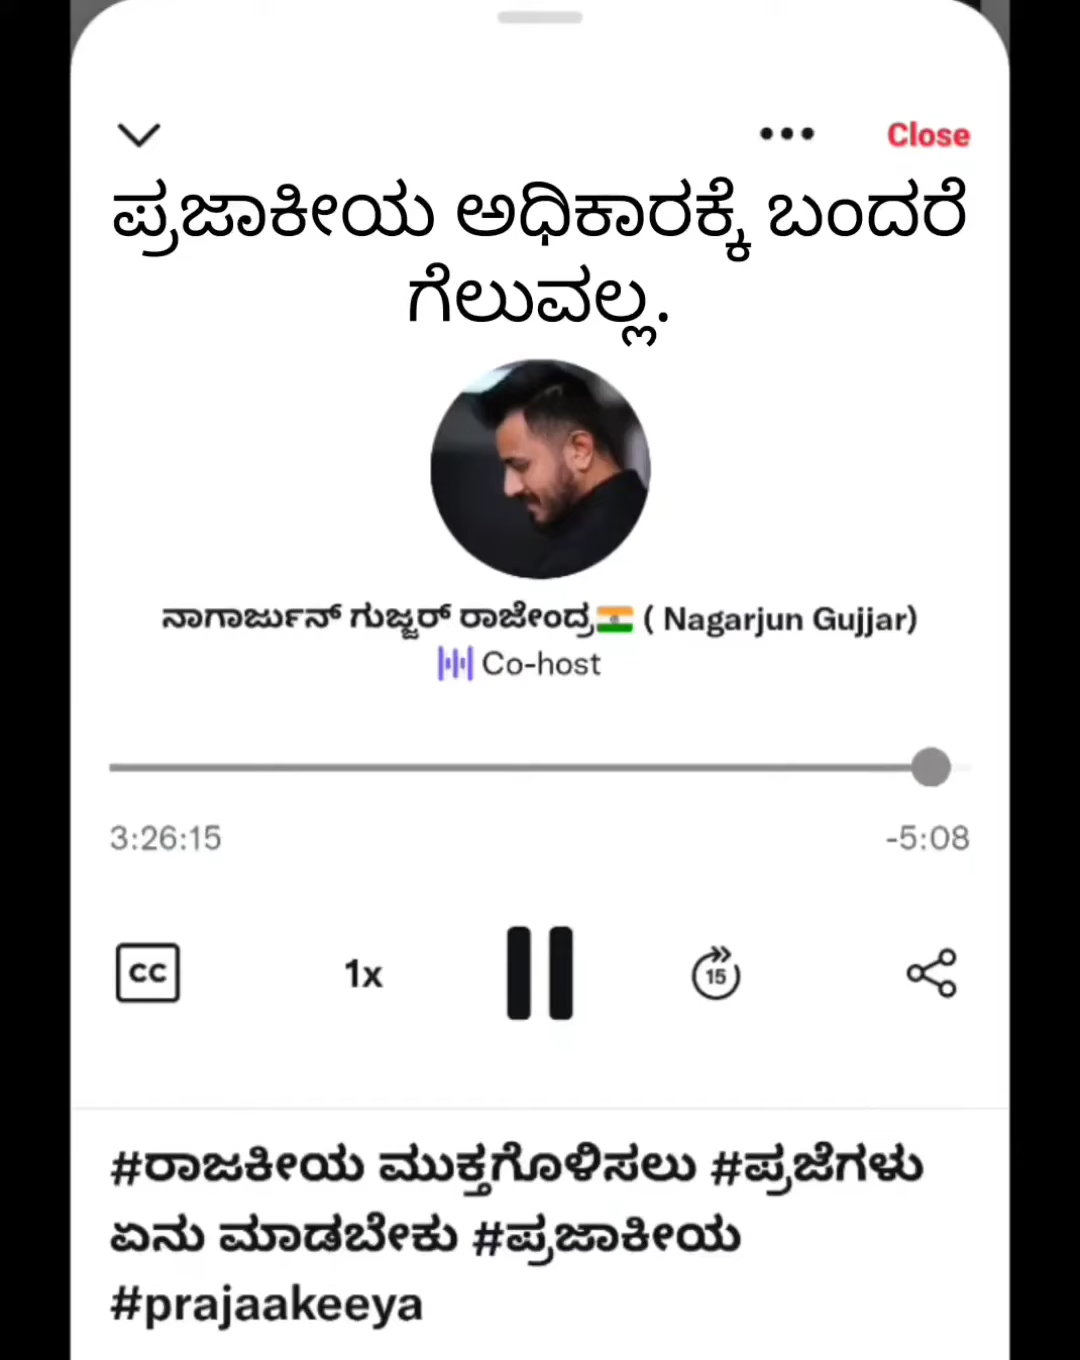 Close
ಪ್ರಜಾಕೀಯ ಅಧಿಕಾರಕ್ಕೆ ಬಂದರೆ
ಗೆಲುವಲ್ಲ.
ನಾಗಾರ್ಜುನ್ ಗುಜ್ಜರ್ ರಾಜೇಂದ್ರ🇮🇳 ( Nagarjun Gujjar)
Co-host
3:26:15 -5:08
CC 1x 15
#ರಾಜಕೀಯ ಮುಕ್ತಗೊಳಿಸಲು #ಪ್ರಜೆಗಳು
ಏನು ಮಾಡಬೇಕು #ಪ್ರಜಾಕೀಯ
#prajaakeeya